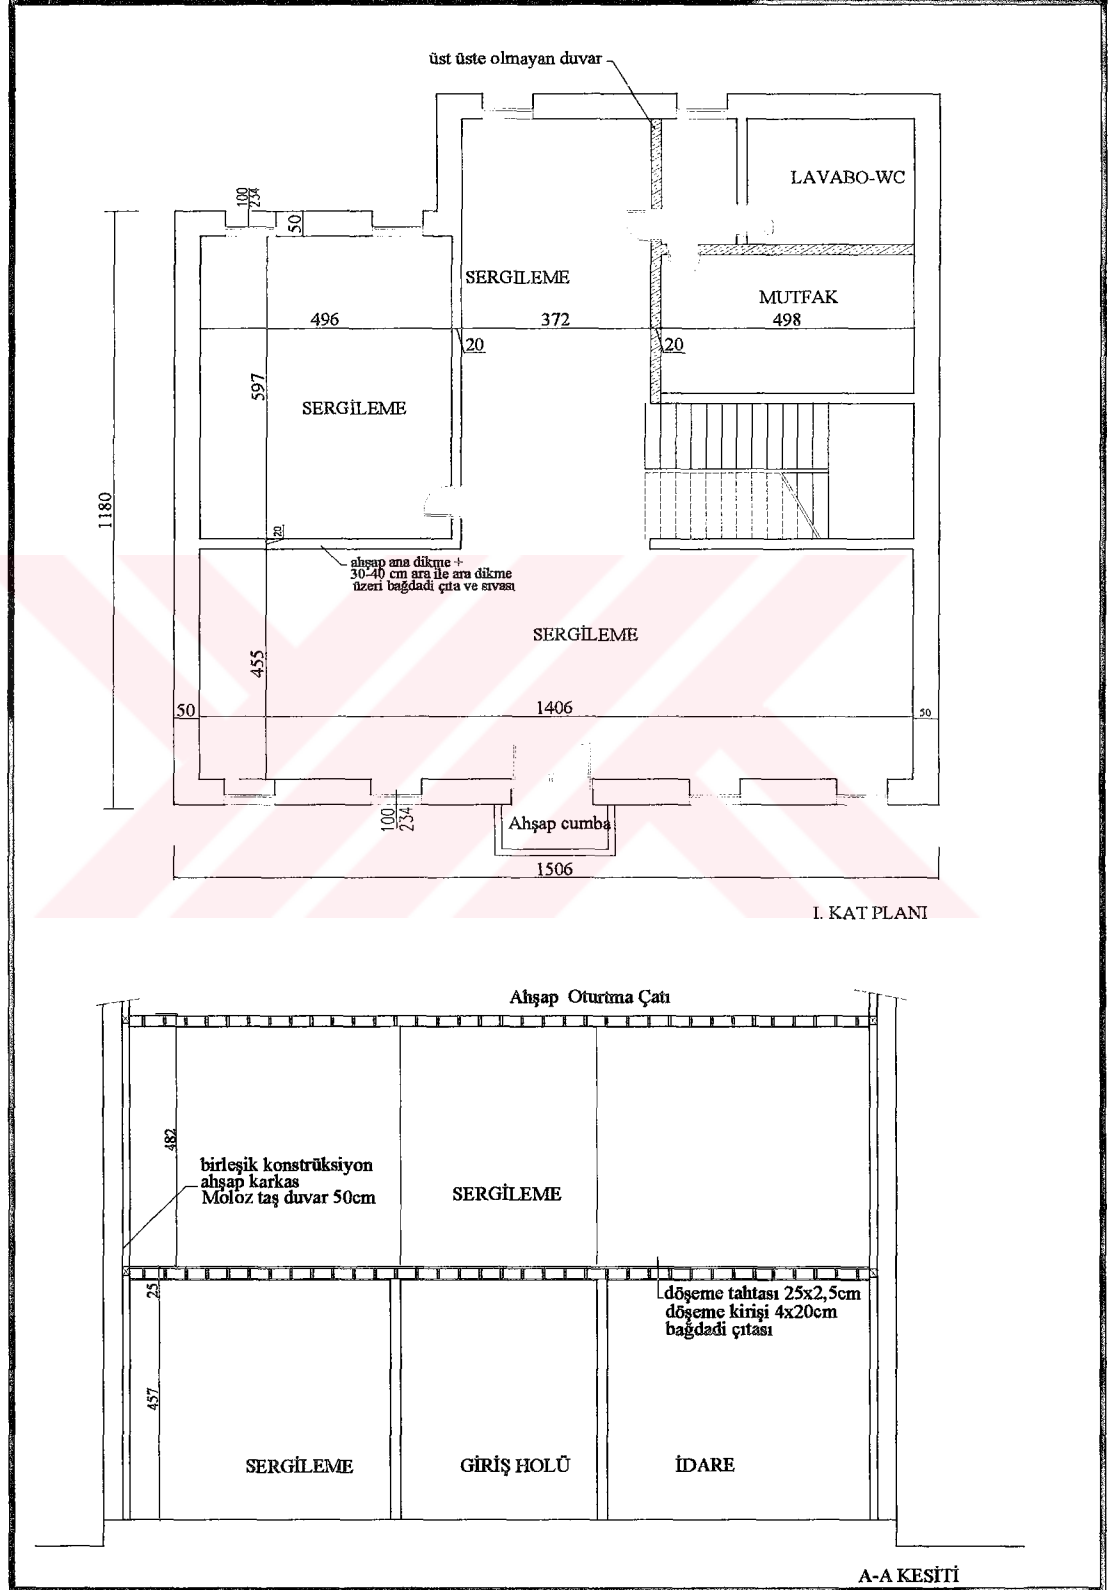 üst üste olmayan duvar
LAVABO-WC
100
234
50
SERGİLEME
MUTFAK
496
372
498
20
20
597
SERGİLEME
1180
20
ahşap ana dikme +
30-40 cm ara ile ara dikme
üzeri bağdadi çıta ve sıvası
SERGİLEME
455
50
1406
50
100
234
Ahşap cumba
1506
I. KAT PLANI
Ahşap Oturtma Çatı
482
birleşik konstrüksiyon
ahşap karkas
Moloz taş duvar 50cm
SERGİLEME
25
döşeme tahtası 25x2,5cm
döşeme kirişi 4x20cm
bağdadi çıtası
457
SERGİLEME
GİRİŞ HOLÜ
İDARE
A-A KESİTİ